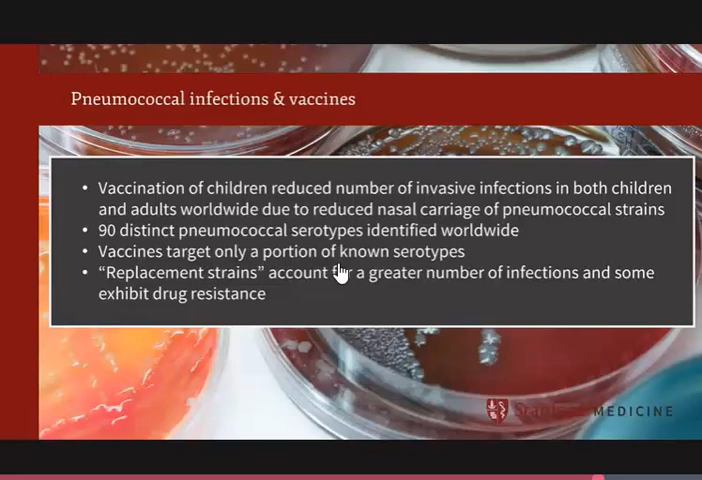 Pneumococcal infections & vaccines
• Vaccination of children reduced number of invasive infections in both children
and adults worldwide due to reduced nasal carriage of pneumococcal strains
• 90 distinct pneumococcal serotypes identified worldwide
• Vaccines target only a portion of known serotypes
• “Replacement strains” account for a greater number of infections and some
exhibit drug resistance
Stanford MEDICINE